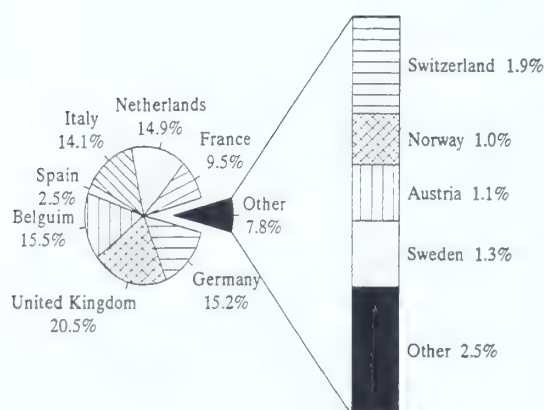 Netherlands
14.9%
Italy
14.1%
France
9.5%
Spain
2.5%
Belguim
15.5%
Other
7.8%
Germany
15.2%
United Kingdom
20.5%
Switzerland 1.9%
Norway 1.0%
Austria 1.1%
Sweden 1.3%
Other 2.5%